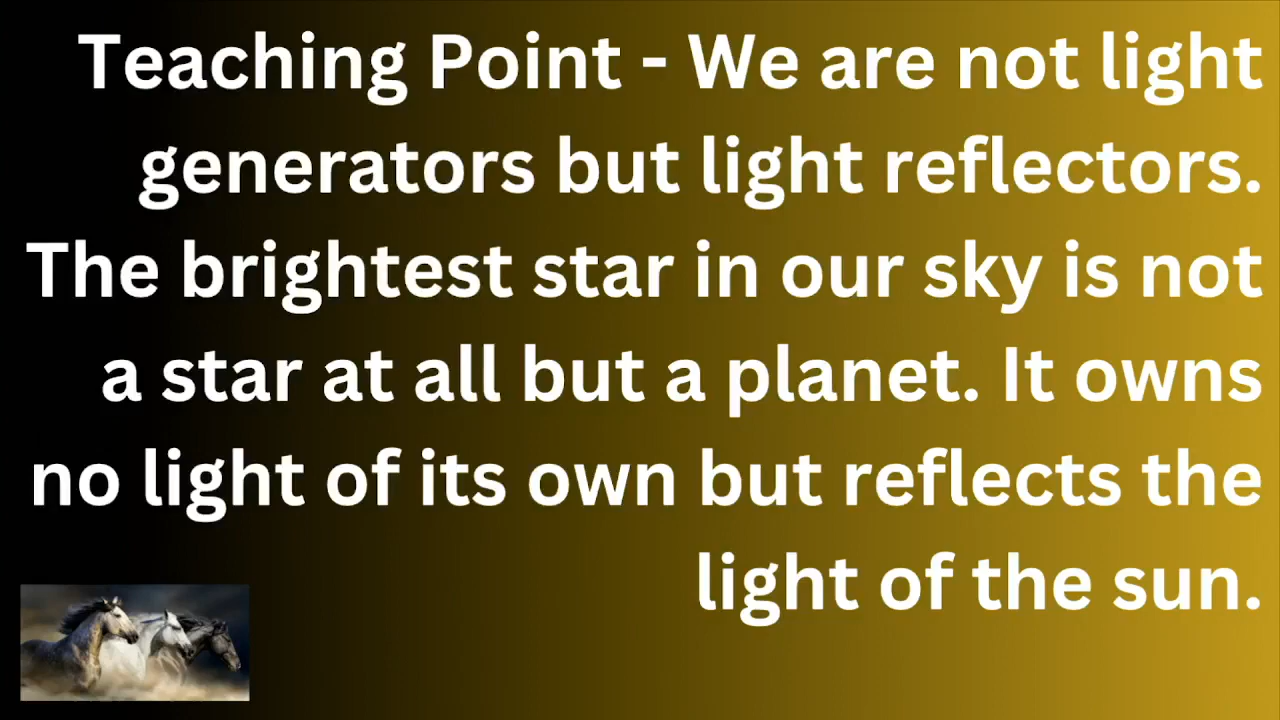 Teaching Point - We are not light
generators but light reflectors.
The brightest star in our sky is not
a star at all but a planet. It owns
no light of its own but reflects the
light of the sun.